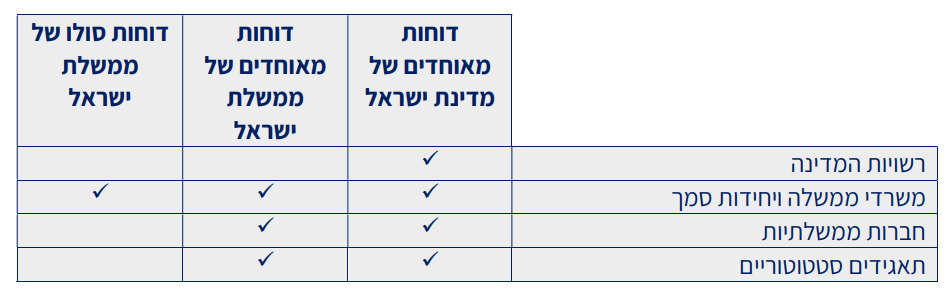 דוחות
מאוחדים של
מדינת ישראל
דוחות
מאוחדים של
ממשלת
ישראל
דוחות סולו של
ממשלת
ישראל
רשויות המדינה ✓
משרדי ממשלה ויחידות סמך ✓ ✓ ✓
חברות ממשלתיות ✓ ✓
תאגידים סטטוטוריים ✓ ✓